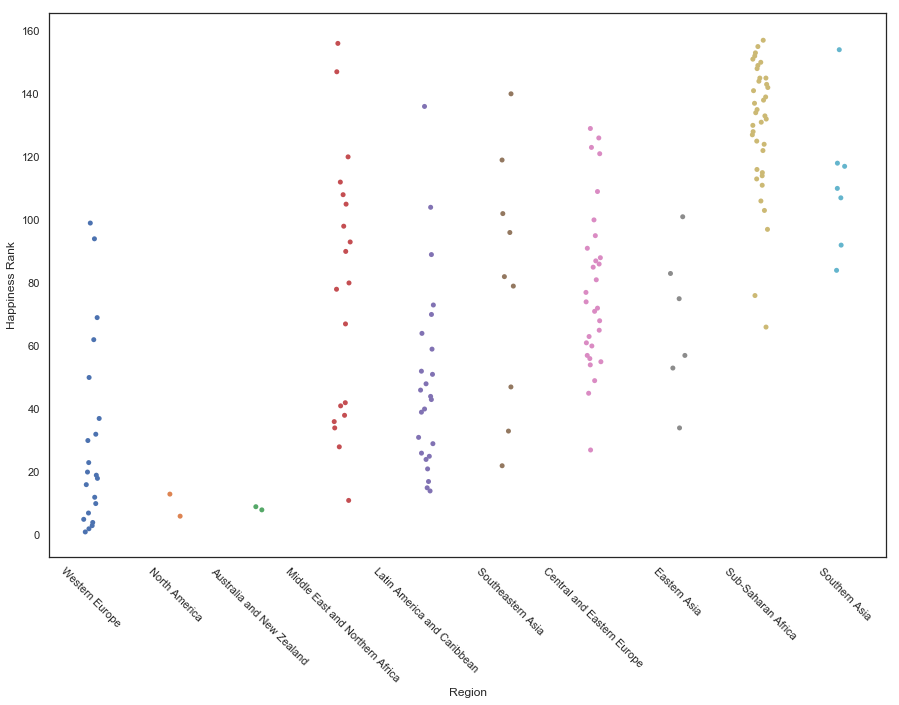 160
140
120
100
80
60
40
20
0
Happiness Rank
Western Europe
North America
Australia and New Zealand
Middle East and Northern Africa
Latin America and Caribbean
Southeastern Asia
Central and Eastern Europe
Eastern Asia
Sub-Saharan Africa
Southern Asia
Region